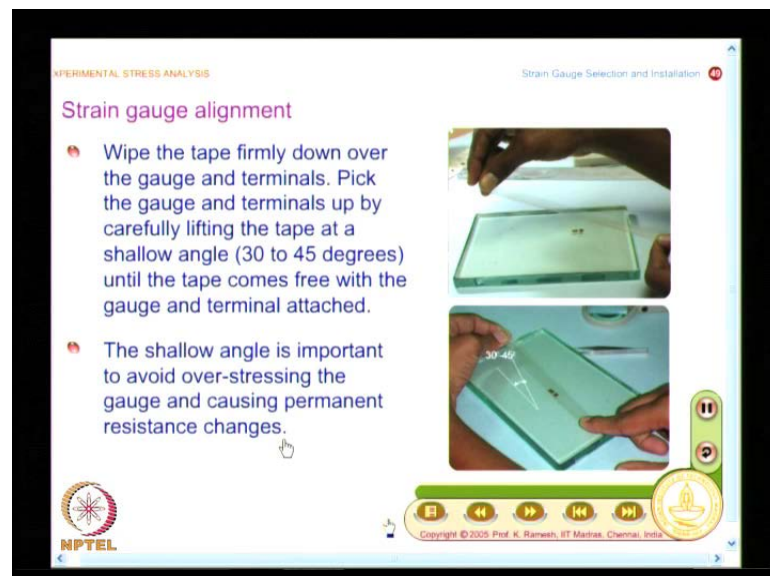 XPERIMENTAL STRESS ANALYSIS
Strain Gauge Selection and Installation 49
Strain gauge alignment
Wipe the tape firmly down over
the gauge and terminals. Pick
the gauge and terminals up by
carefully lifting the tape at a
shallow angle (30 to 45 degrees)
until the tape comes free with the
gauge and terminal attached.
The shallow angle is important
to avoid over-stressing the
gauge and causing permanent
resistance changes.
30°-45°
NPTEL
Copyright © 2005 Prof. K. Ramesh, IIT Madras, Chennai, India